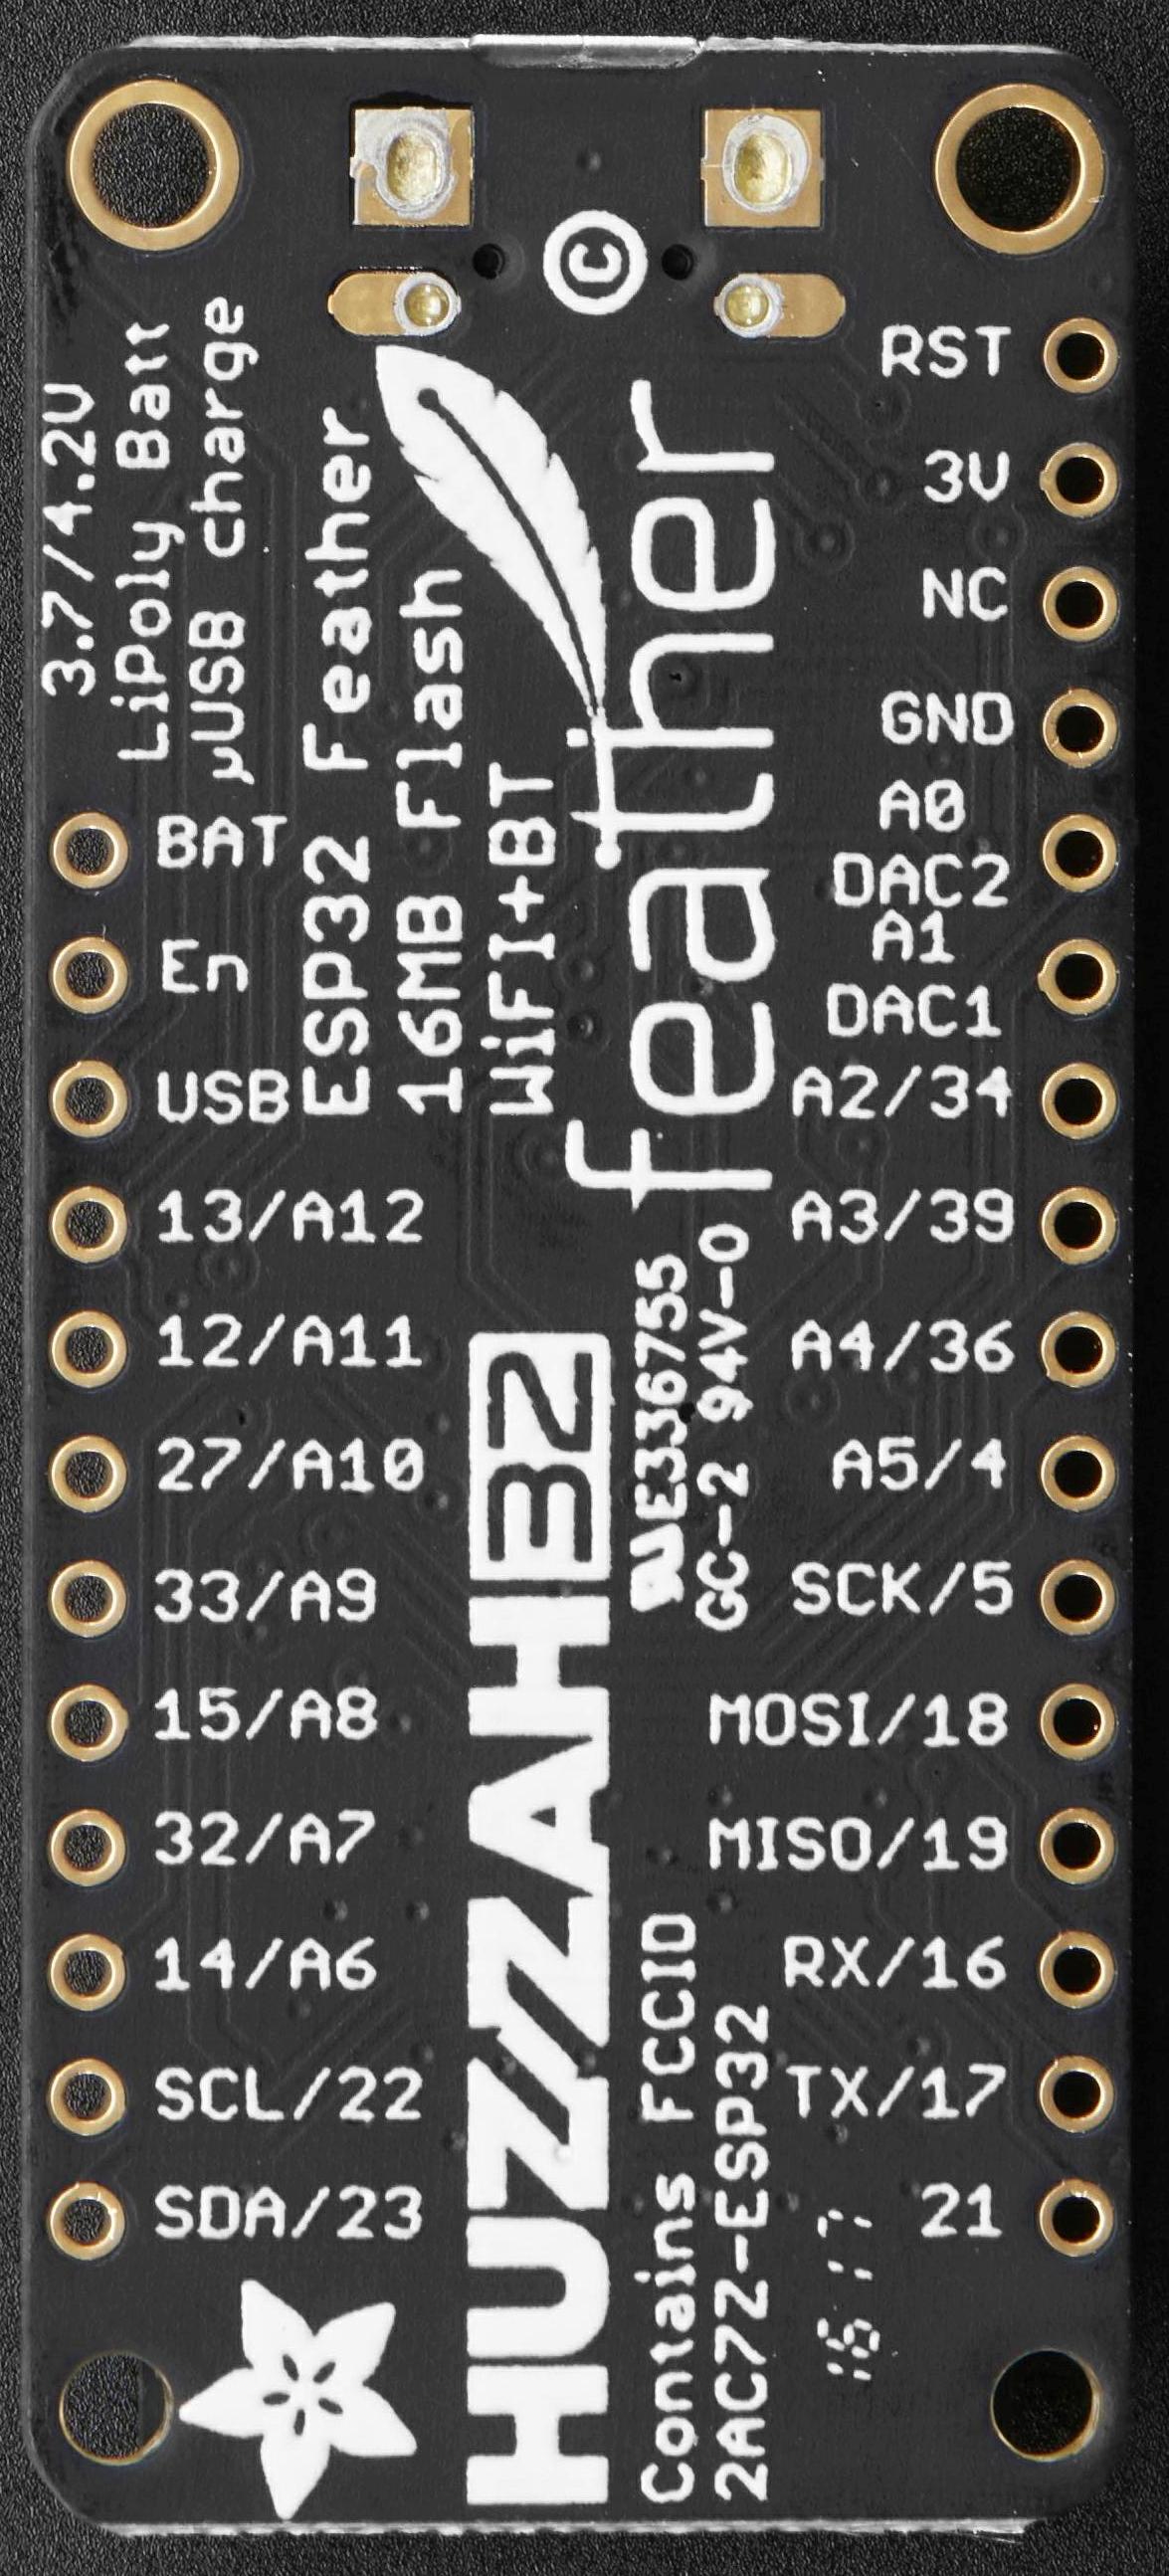 ©
3.7/4.2V
LiPoly Batt
µUSB charge
ESP32 Feather
16MB Flash
WiFI+BT
feather
BAT
En
USB
13/A12
12/A11
27/A10
33/A9
15/A8
32/A7
14/A6
SCL/22
SDA/23
RST
3V
NC
GND
A0
DAC2
A1
DAC1
A2/34
A3/39
A4/36
A5/4
SCK/5
MOSI/18
MISO/19
RX/16
TX/17
21
HUZZAH32
E336755
GC-2 94V-0
Contains FCCID
2AC7Z-ESP32
16 17